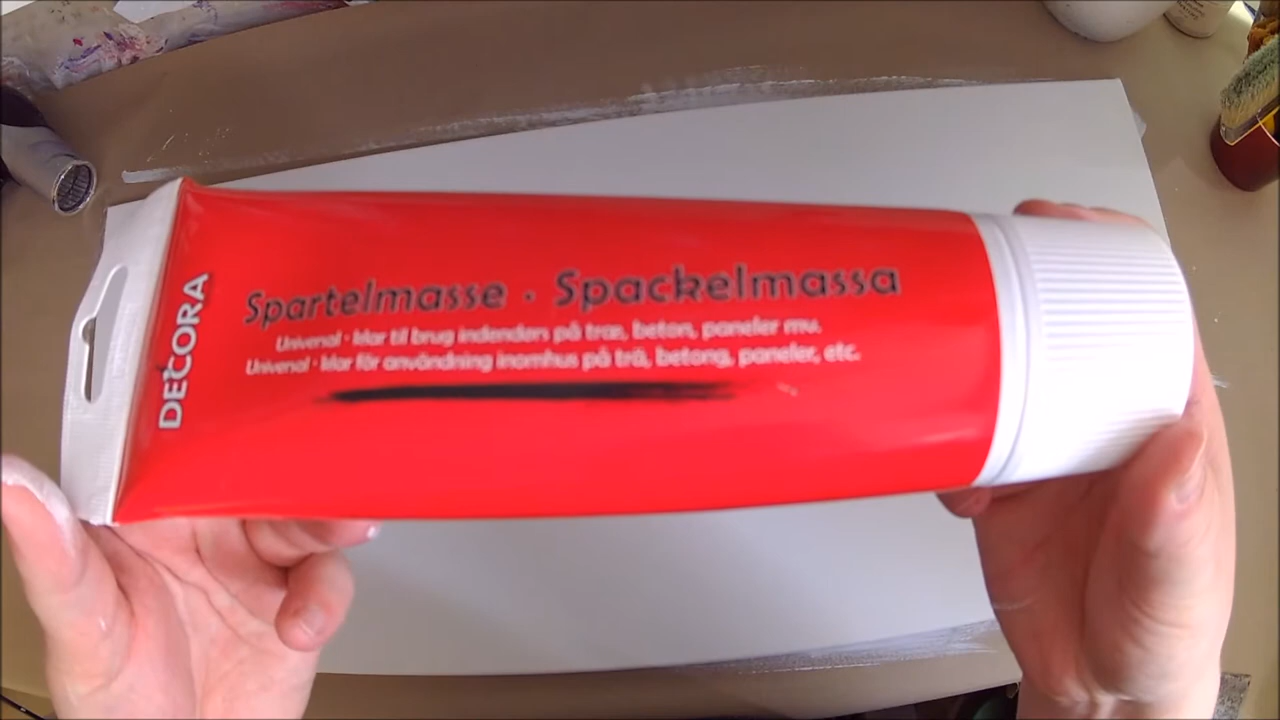 DECORA
Spartelmasse · Spackelmassa
Universal · klar til brug indendørs på træ, beton, paneler mv.
Universal · klar för användning inomhus på trä, betong, paneler, etc.